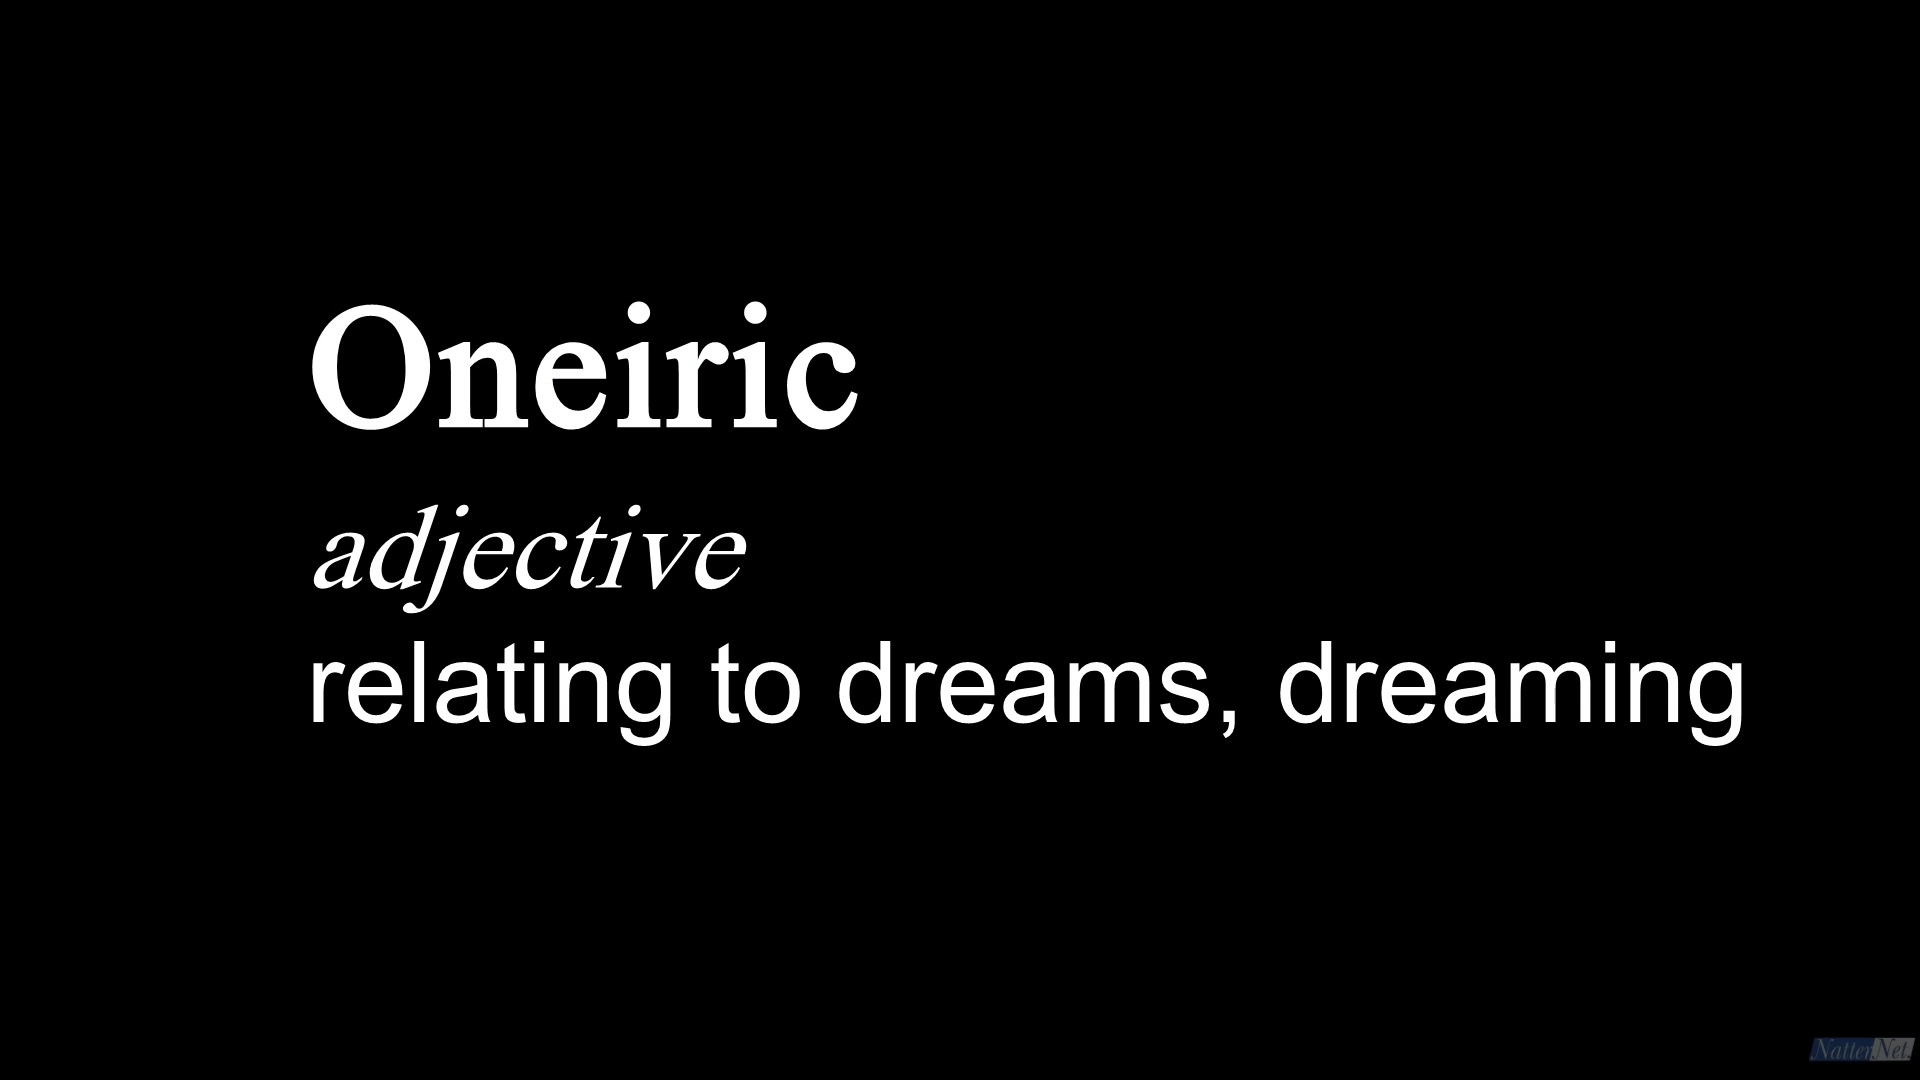 Oneiric
adjective
relating to dreams, dreaming
NatterNet